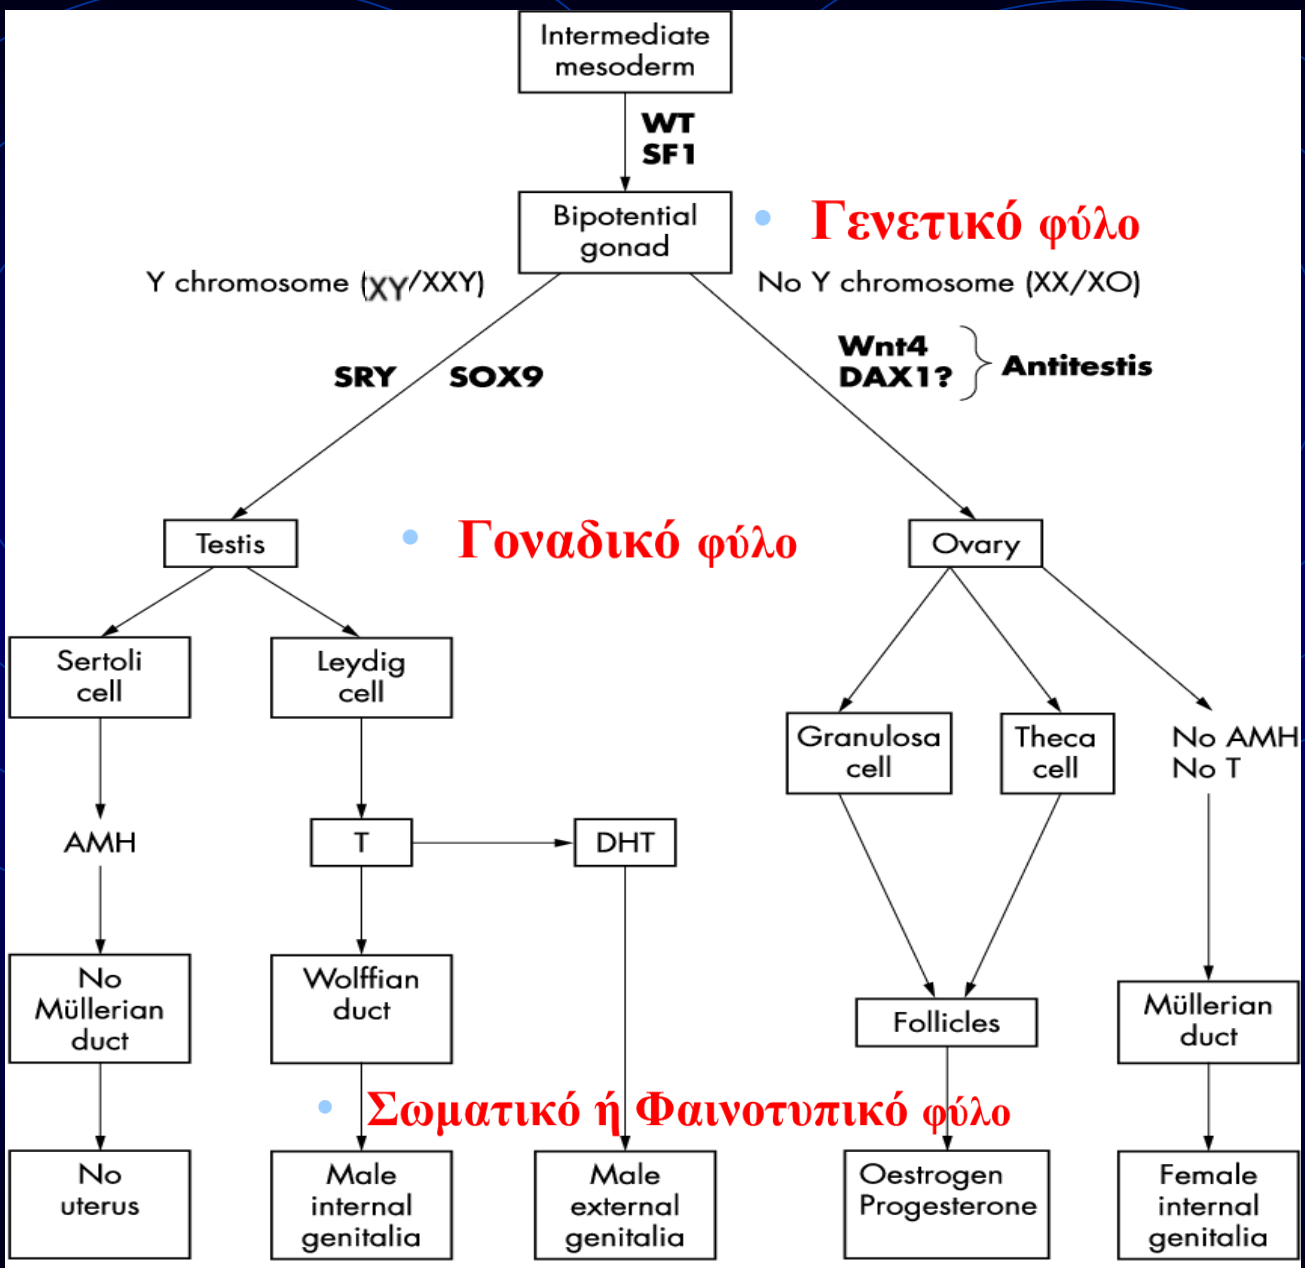 Intermediate
mesoderm
WT
SF1
Bipotential
gonad
• Γενετικό φύλο
Y chromosome (XY/XXY)
No Y chromosome (XX/XO)
SRY
SOX9
Wnt4
DAX1?
Antitestis
Testis
• Γοναδικό φύλο
Ovary
Sertoli
cell
Leydig
cell
Granulosa
cell
Theca
cell
No AMH
No T
AMH
T
DHT
No
Müllerian
duct
Wolffian
duct
Follicles
Müllerian
duct
• Σωματικό ή Φαινοτυπικό φύλο
No
uterus
Male
internal
genitalia
Male
external
genitalia
Oestrogen
Progesterone
Female
internal
genitalia